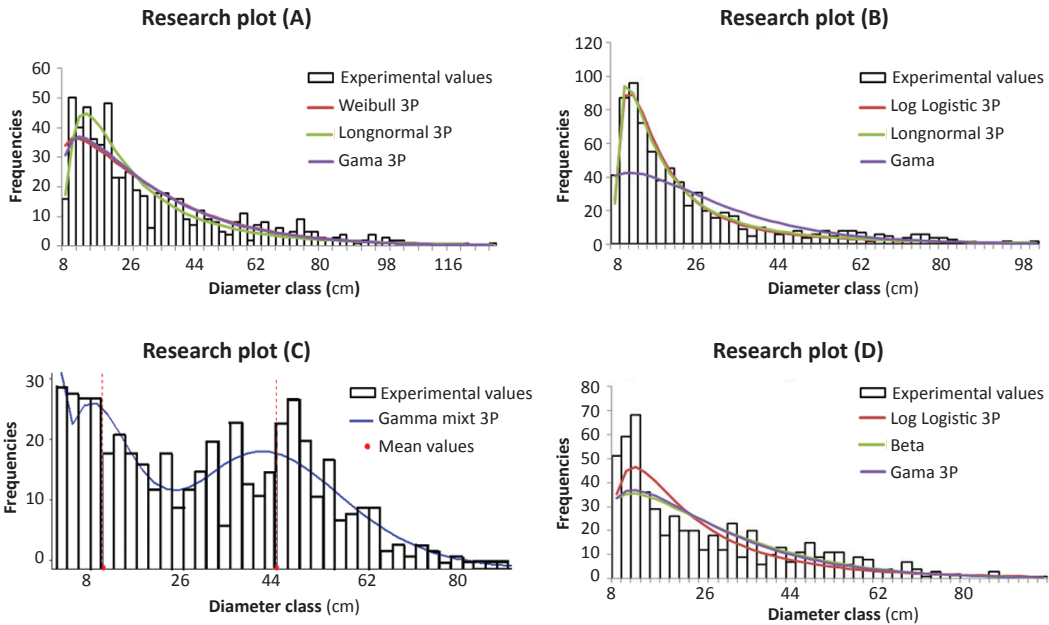 Research plot (A)
Frequencies
60
50
40
30
20
10
0
8 26 44 62 80 98 116
Diameter class (cm)
Experimental values
Weibull 3P
Longnormal 3P
Gama 3P
Research plot (B)
Frequencies
120
100
80
60
40
20
0
8 26 44 62 80 98
Diameter class (cm)
Experimental values
Log Logistic 3P
Longnormal 3P
Gama
Research plot (C)
Frequencies
30
20
10
0
8 26 44 62 80
Diameter class (cm)
Experimental values
Gamma mixt 3P
Mean values
Research plot (D)
Frequencies
80
70
60
50
40
30
20
10
0
8 26 44 62 80
Diameter class (cm)
Experimental values
Log Logistic 3P
Beta
Gama 3P